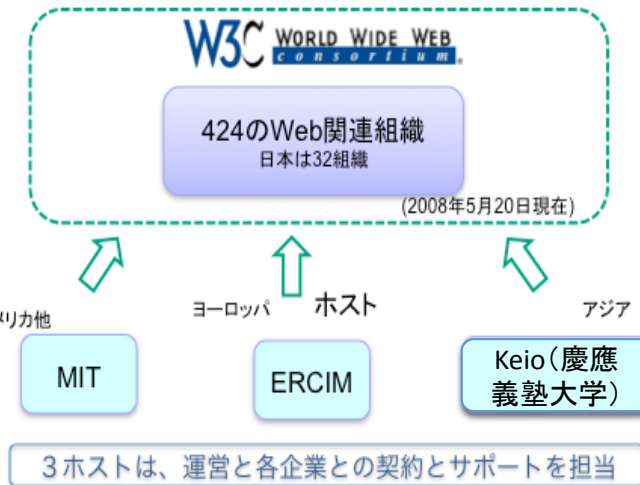 W3C WORLD WIDE WEB
consortium.
424のWeb関連組織
日本は32組織
(2008年5月20日現在)
メリカ他
ヨーロッパ ホスト
アジア
MIT
ERCIM
Keio(慶應
義塾大学)
3ホストは、運営と各企業との契約とサポートを担当